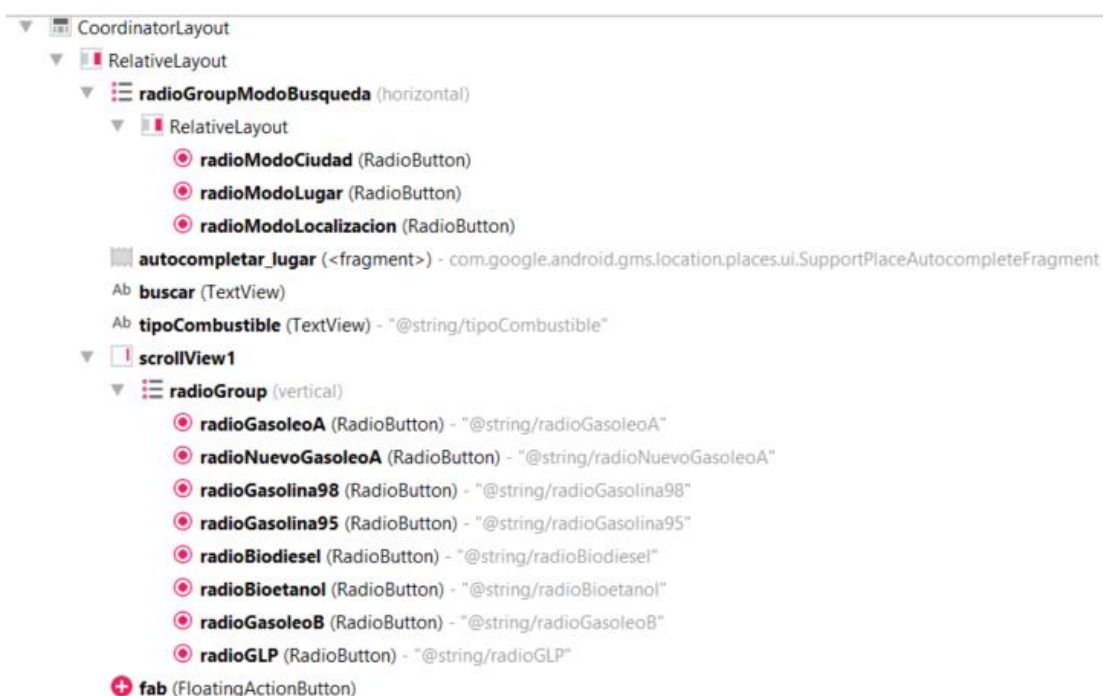 CoordinatorLayout
RelativeLayout
radioGroupModoBusqueda (horizontal)
RelativeLayout
radioModoCiudad (RadioButton)
radioModoLugar (RadioButton)
radioModoLocalizacion (RadioButton)
autocompletar_lugar (<fragment>) - com.google.android.gms.location.places.ui.SupportPlaceAutocompleteFragment
Ab buscar (TextView)
Ab tipoCombustible (TextView) - "@string/tipoCombustible"
scrollView1
radioGroup (vertical)
radioGasoleoA (RadioButton) - "@string/radioGasoleoA"
radioNuevoGasoleoA (RadioButton) - "@string/radioNuevoGasoleoA"
radioGasolina98 (RadioButton) - "@string/radioGasolina98"
radioGasolina95 (RadioButton) - "@string/radioGasolina95"
radioBiodiesel (RadioButton) - "@string/radioBiodiesel"
radioBioetanol (RadioButton) - "@string/radioBioetanol"
radioGasoleoB (RadioButton) - "@string/radioGasoleoB"
radioGLP (RadioButton) - "@string/radioGLP"
fab (FloatingActionButton)